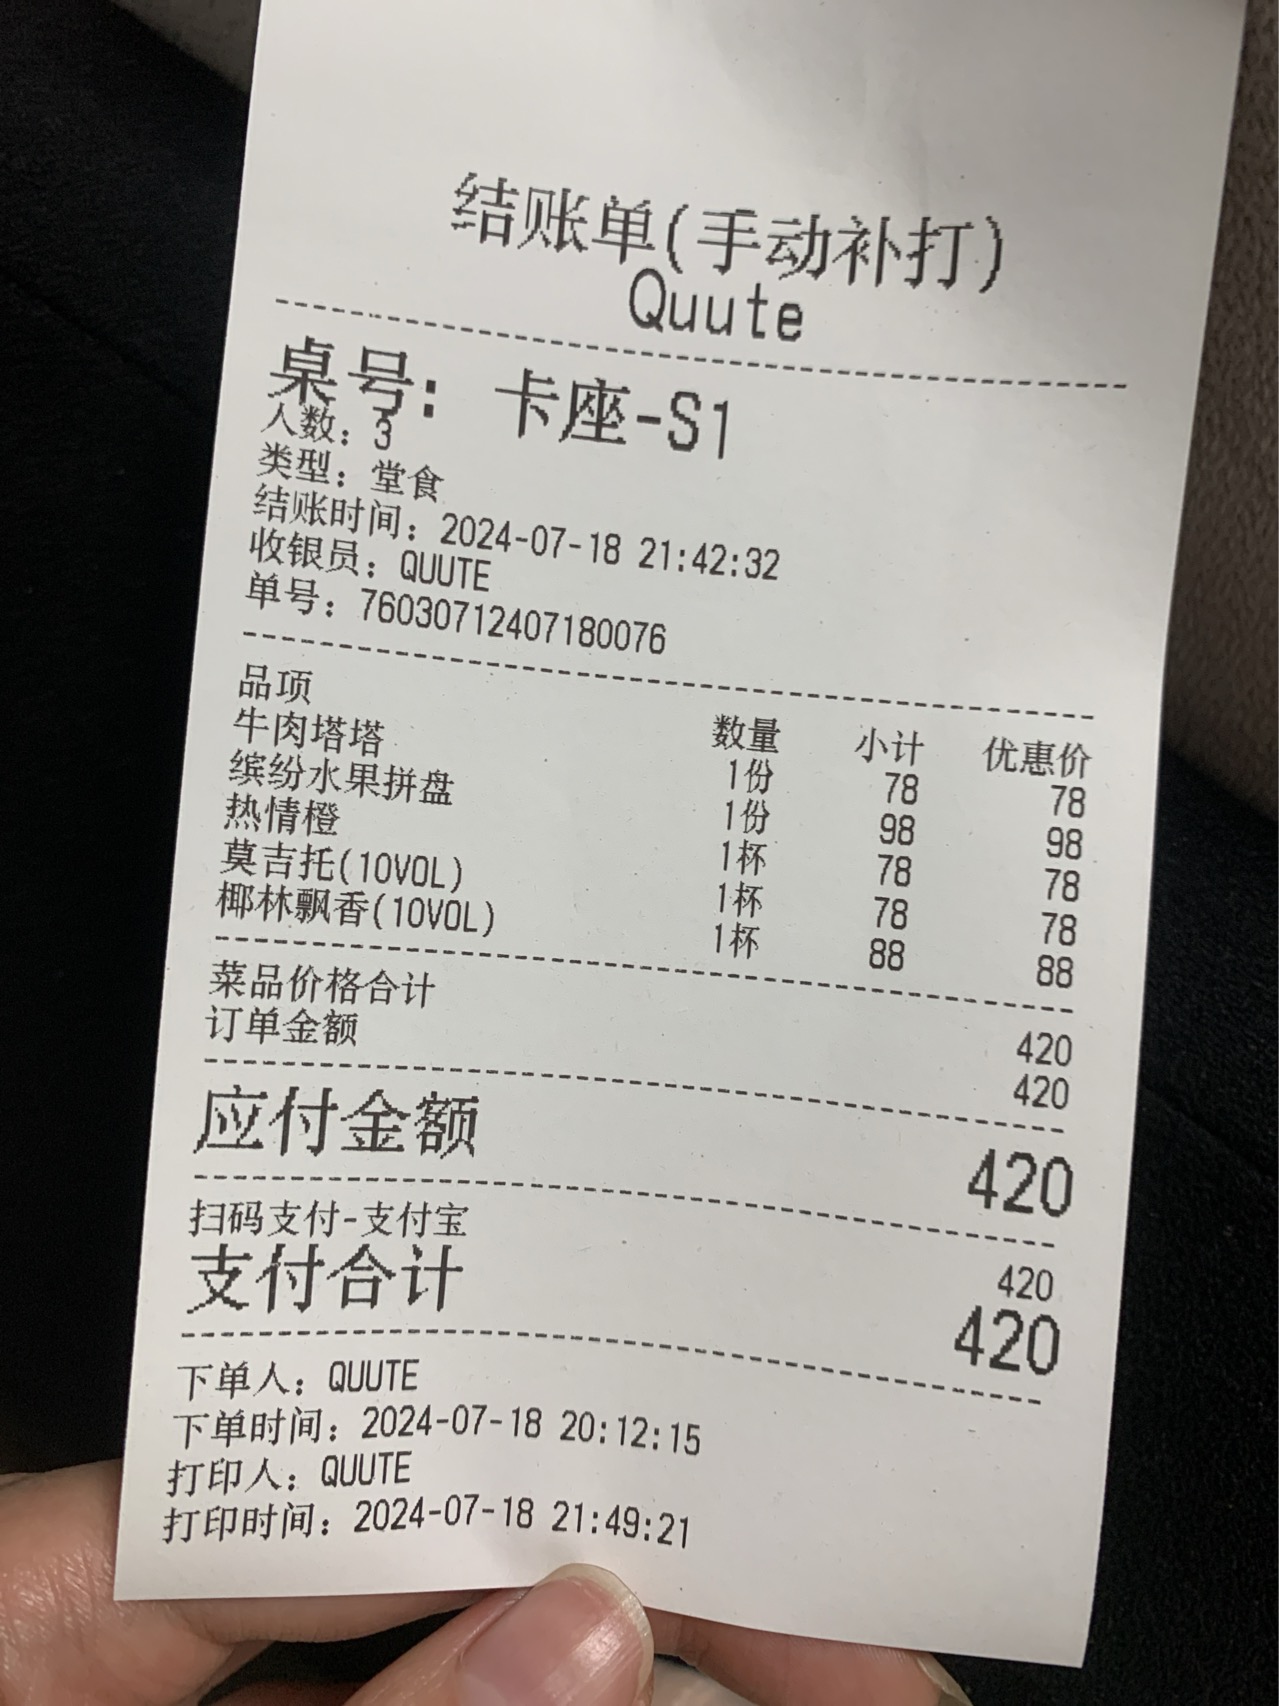 结账单(手动补打)
Quute
桌号: 卡座-S1
人数: 3
类型: 堂食
结账时间: 2024-07-18 21:42:32
收银员: QUUTE
单号: 76030712407180076
品项 数量 小计 优惠价
牛肉塔塔 1份 78 78
缤纷水果拼盘 1份 98 98
热情橙 1杯 78 78
莫吉托(10VOL) 1杯 78 78
椰林飘香(10VOL) 1杯 88 88
菜品价格合计 420
订单金额 420
应付金额 420
扫码支付-支付宝 420
支付合计 420
下单人: QUUTE
下单时间: 2024-07-18 20:12:15
打印人: QUUTE
打印时间: 2024-07-18 21:49:21